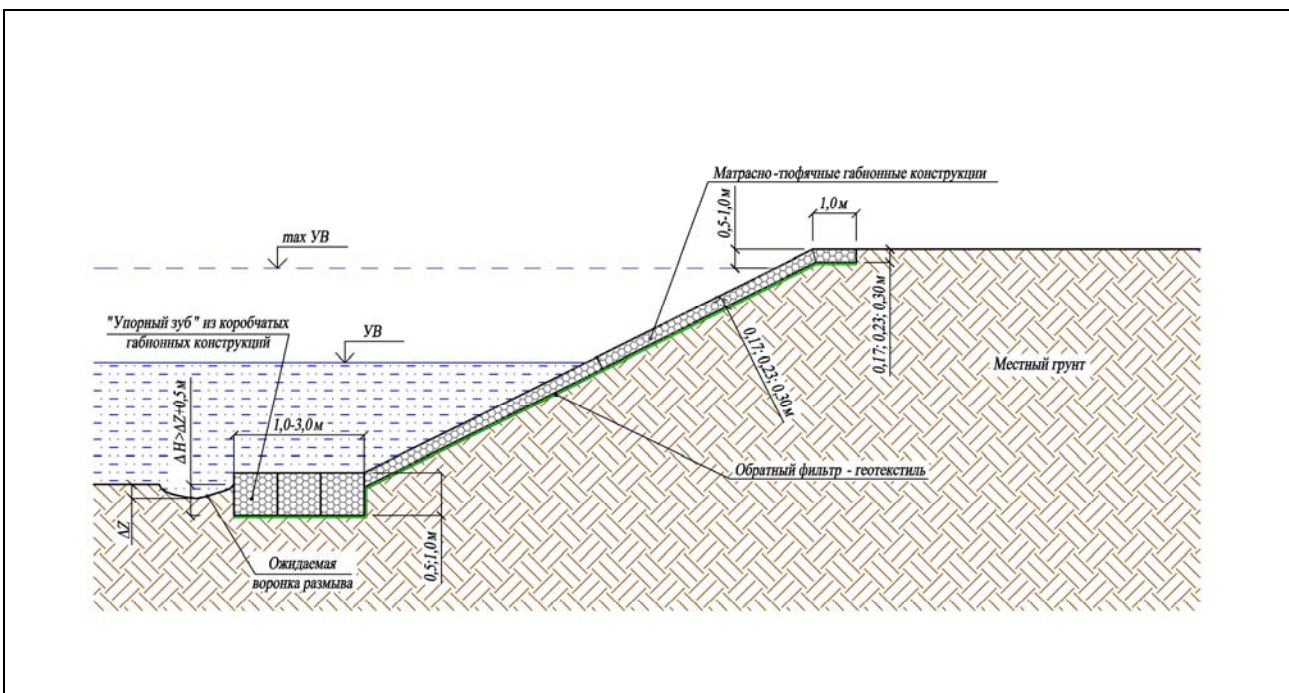 Матрасно-тюфячные габионные конструкции
0,5-1,0м
1,0м
max УВ
0,17; 0,23; 0,30м
"Упорный зуб" из коробчатых
габионных конструкций
УВ
0,17; 0,23; 0,30м
Местный грунт
ΔH>ΔZ+0,5м
1,0-3,0м
Обратный фильтр - геотекстиль
ΔZ
0,5;1,0м
Ожидаемая
воронка размыва